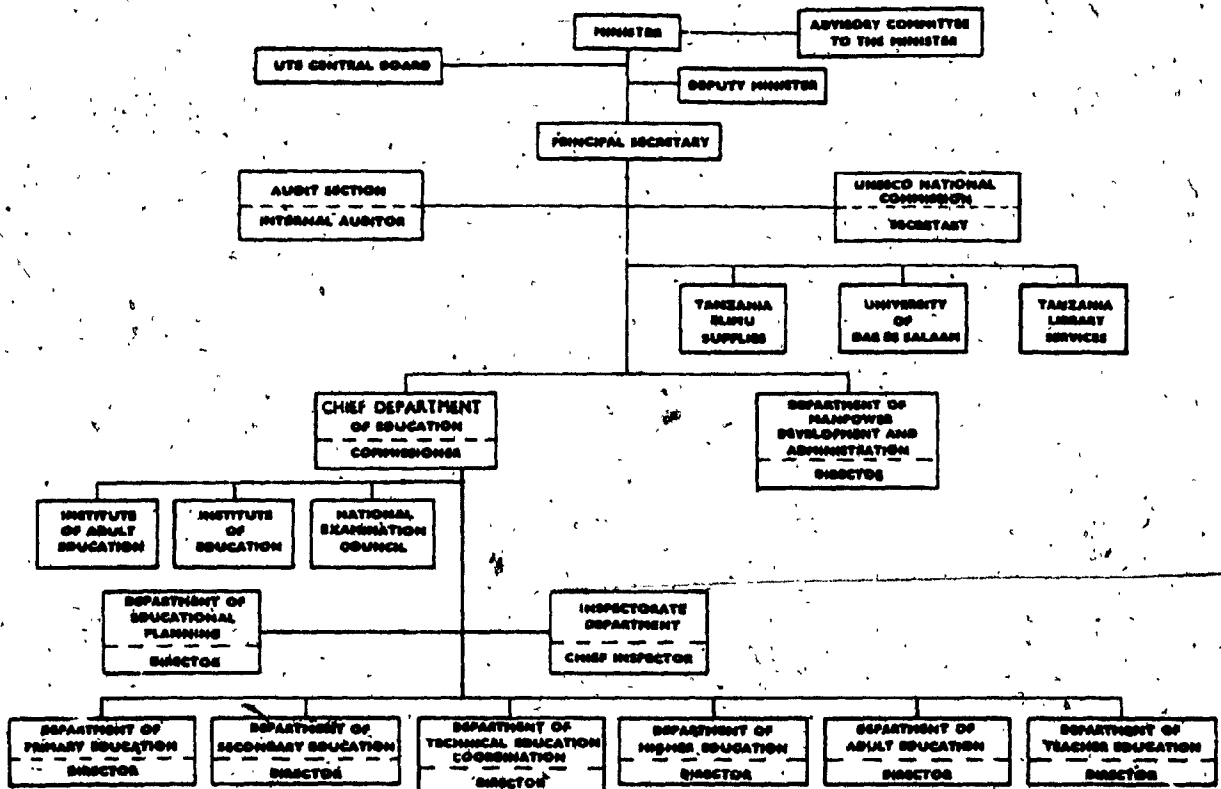 MINISTER
ADVISORY COMMITTEE
TO THE MINISTER
UTS CENTRAL BOARD
DEPUTY MINISTER
PRINCIPAL SECRETARY
AUDIT SECTION
INTERNAL AUDITOR
UNESCO NATIONAL
COMMISSION
SECRETARY
TANZANIA
ELIMU
SUPPLIES
UNIVERSITY
OF
DAR ES SALAAM
TANZANIA
LIBRARY
SERVICES
CHIEF DEPARTMENT
OF EDUCATION
COMMISSIONER
DEPARTMENT OF
MANPOWER
DEVELOPMENT AND
ADMINISTRATION
DIRECTOR
INSTITUTE
OF ADULT
EDUCATION
INSTITUTE
OF
EDUCATION
NATIONAL
EXAMINATION
COUNCIL
DEPARTMENT OF
EDUCATIONAL
PLANNING
DIRECTOR
INSPECTORATE
DEPARTMENT
CHIEF INSPECTOR
DEPARTMENT OF
PRIMARY EDUCATION
DIRECTOR
DEPARTMENT OF
SECONDARY EDUCATION
DIRECTOR
DEPARTMENT OF
TECHNICAL EDUCATION
COORDINATION
DIRECTOR
DEPARTMENT OF
HIGHER EDUCATION
DIRECTOR
DEPARTMENT OF
ADULT EDUCATION
DIRECTOR
DEPARTMENT OF
TEACHER EDUCATION
DIRECTOR